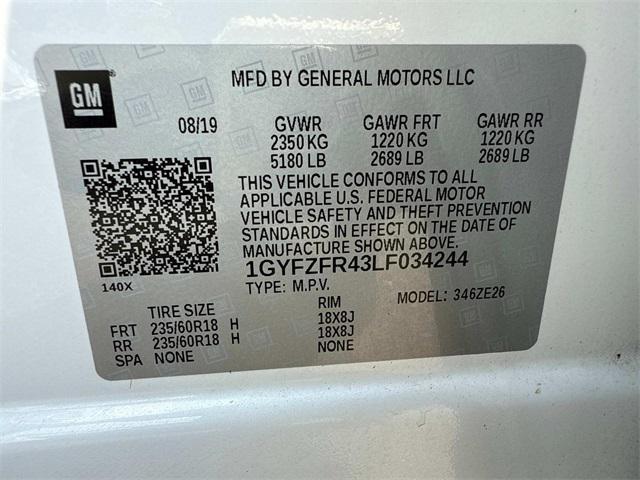 GM
MFD BY GENERAL MOTORS LLC
08/19 GVWR GAWR FRT GAWR RR
2350 KG 1220 KG 1220 KG
5180 LB 2689 LB 2689 LB
THIS VEHICLE CONFORMS TO ALL
APPLICABLE U.S. FEDERAL MOTOR
VEHICLE SAFETY AND THEFT PREVENTION
STANDARDS IN EFFECT ON THE DATE OF
MANUFACTURE SHOWN ABOVE.
1GYFZFR43LF034244
140X
TYPE: M.P.V. MODEL: 346ZE26
TIRE SIZE RIM
FRT 235/60R18 H 18X8J
RR 235/60R18 H 18X8J
SPA NONE NONE